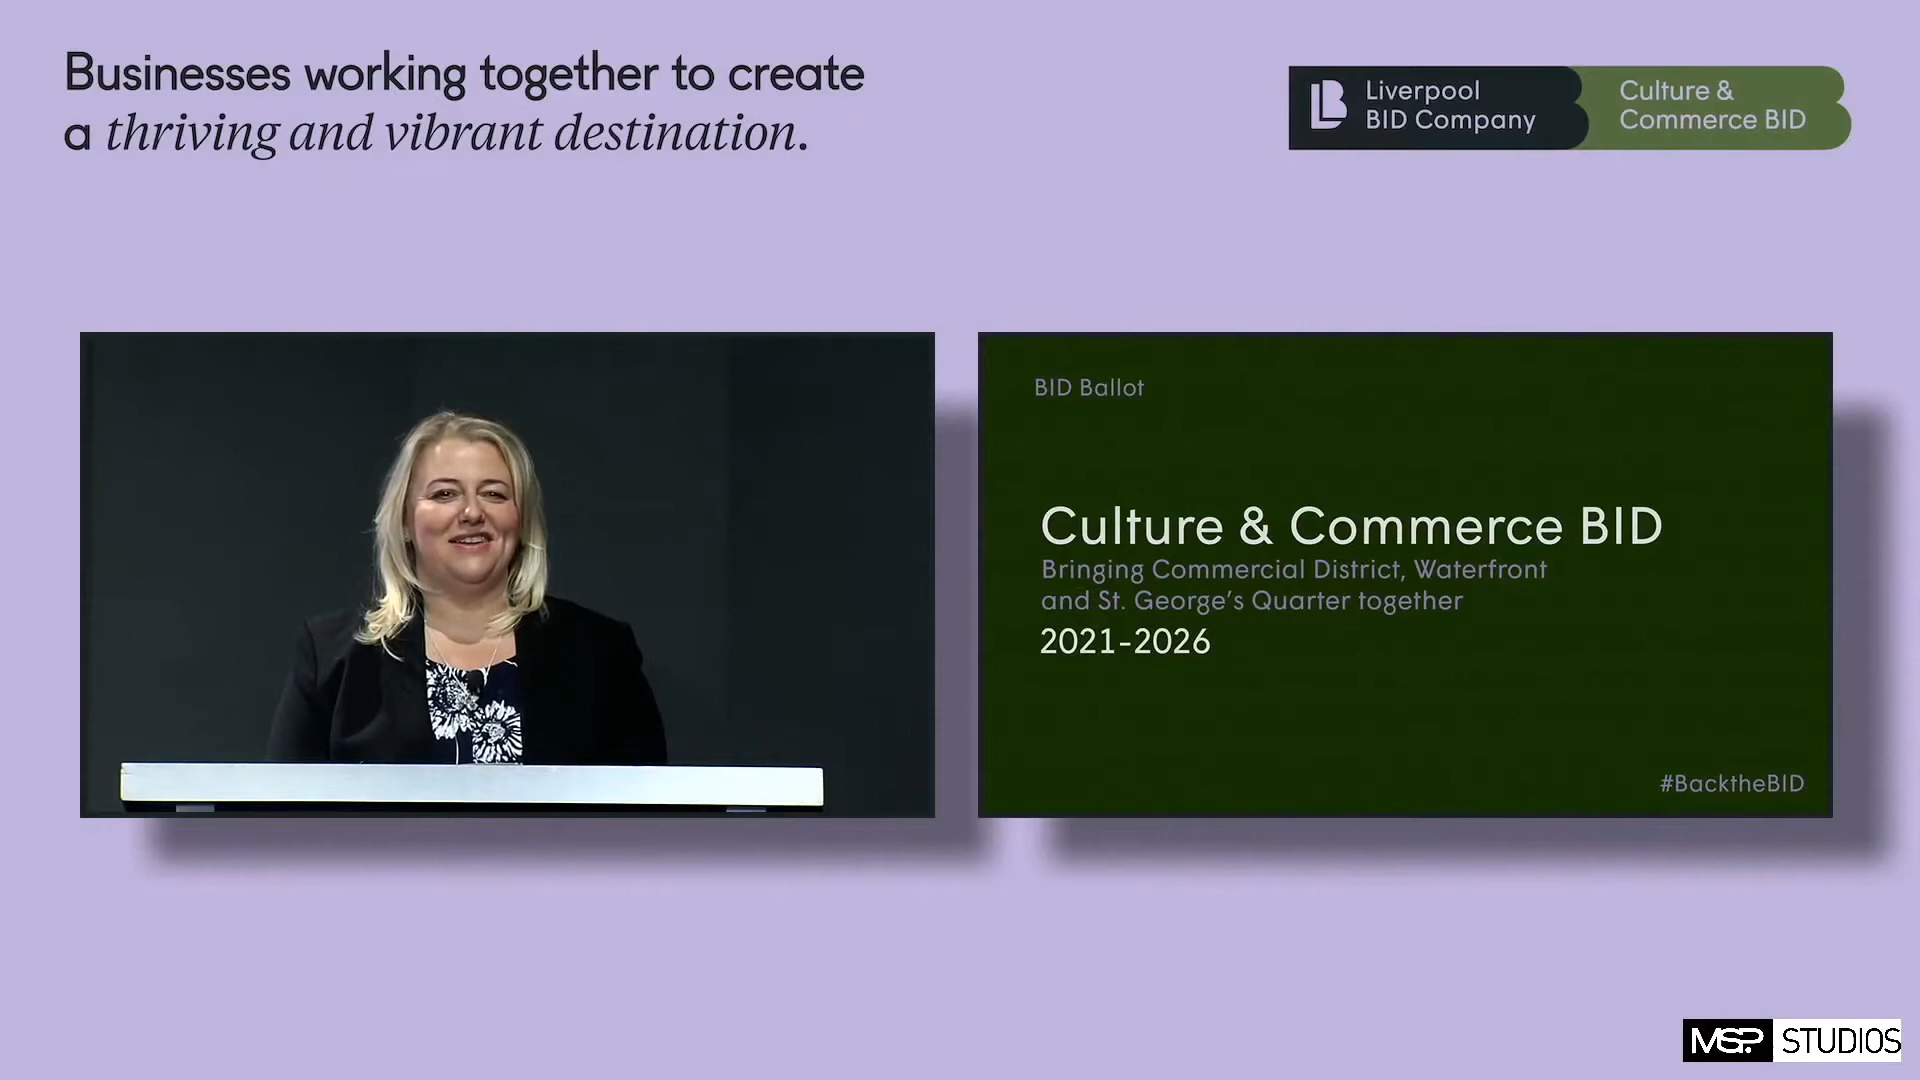 Businesses working together to create
a thriving and vibrant destination.
Liverpool
BID Company
Culture &
Commerce BID
BID Ballot
Culture & Commerce BID
Bringing Commercial District, Waterfront
and St. George's Quarter together
2021-2026
#BacktheBID
MSP. STUDIOS